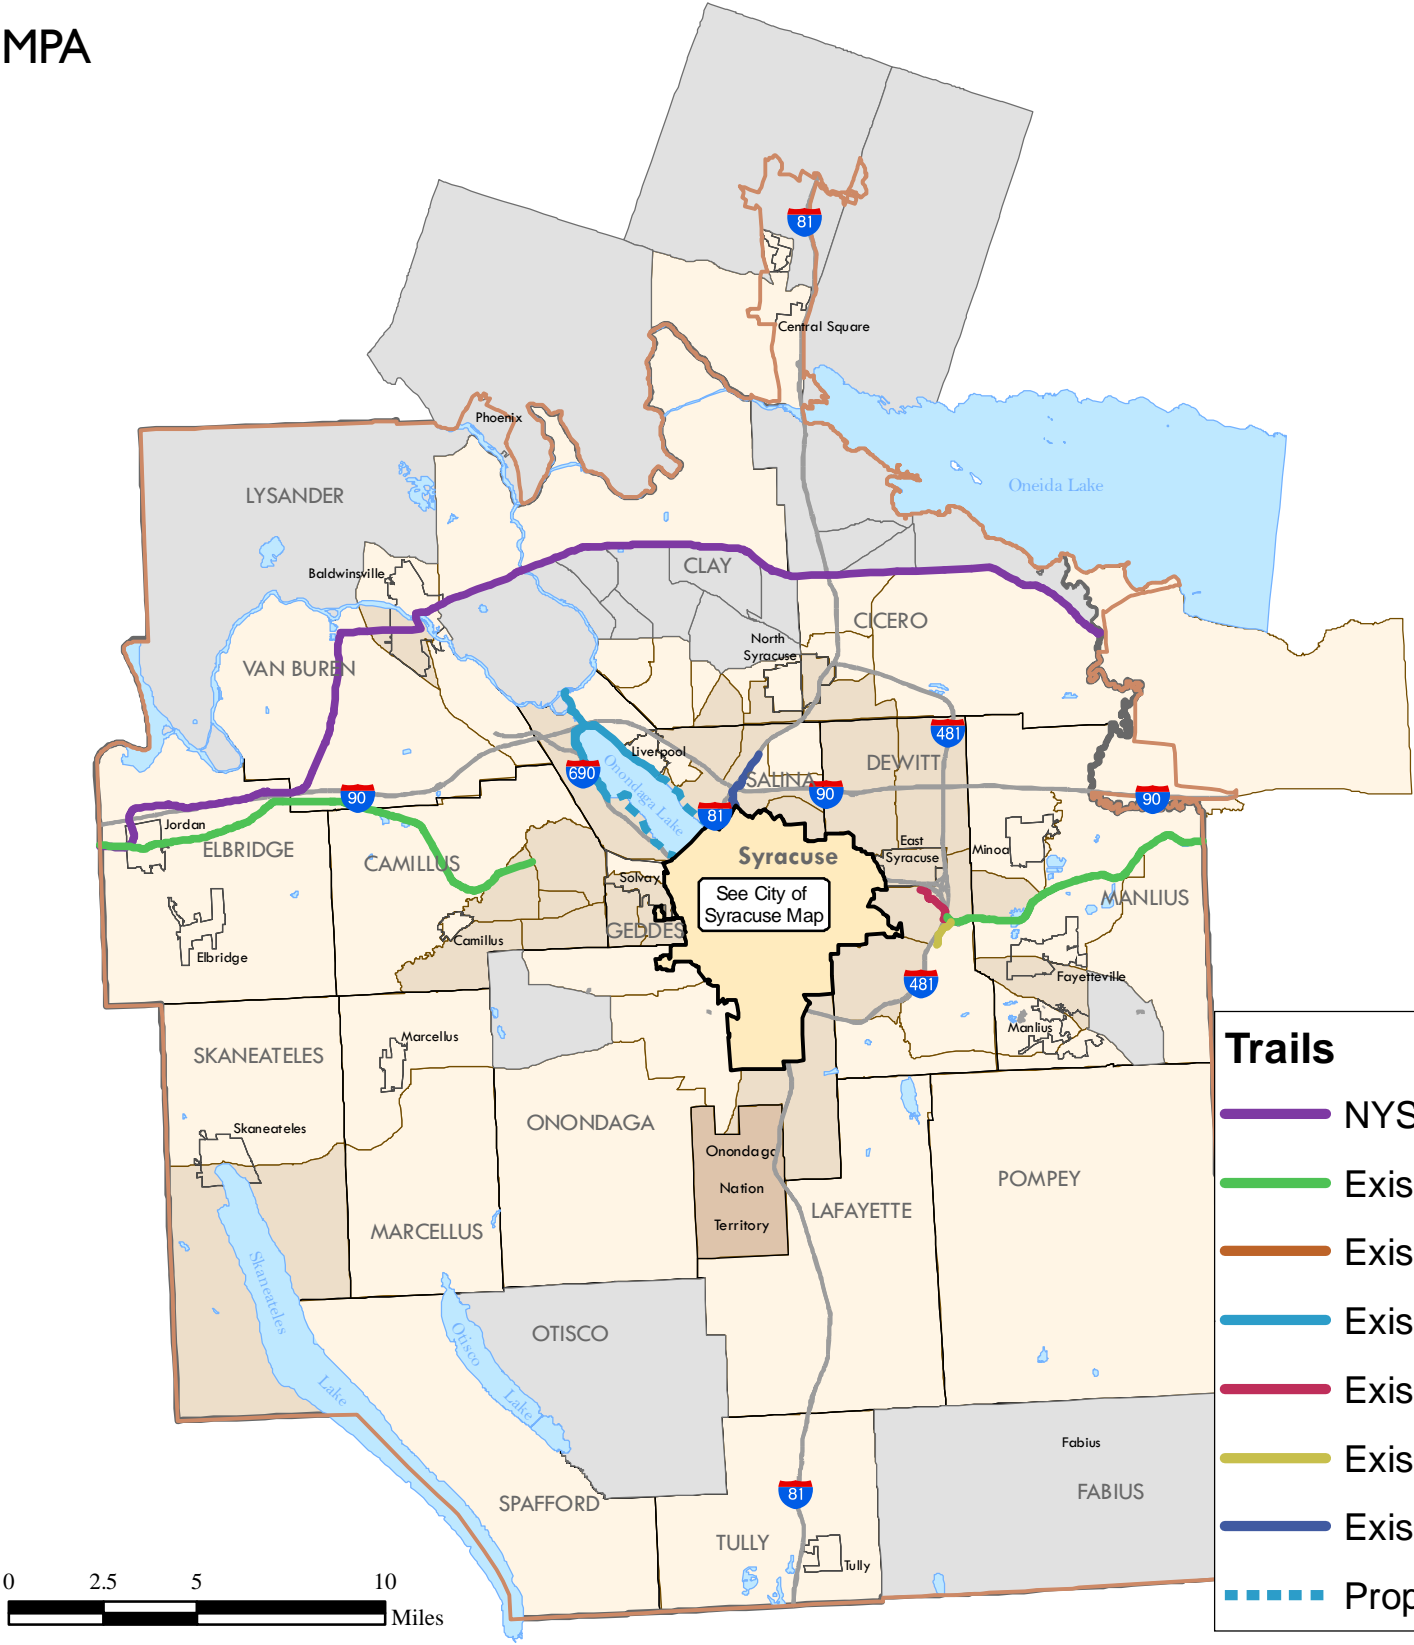 MPA
81
Central Square
Phoenix
Oneida Lake
LYSANDER
CLAY
Baldwinsville
CICERO
North
Syracuse
VAN BUREN
481
Liverpool
DEWITT
690
SALINA
Onondaga Lake
90
90
90
81
Jordan
ELBRIDGE
CAMILLUS
Syracuse
East
Syracuse
Minoa
Solvay
See City of
Syracuse Map
MANLIUS
GEDDES
Camillus
Elbridge
Fayetteville
481
Manlius
Marcellus
SKANEATELES
Trails
ONONDAGA
NYS
Skaneateles
Onondaga
Nation
Territory
POMPEY
Exis
LAFAYETTE
MARCELLUS
Exis
Skaneateles
Lake
Otisco
Lake
OTISCO
Exis
Exis
Fabius
Exis
FABIUS
81
SPAFFORD
Exis
TULLY
Tully
Prop
0 2.5 5 10
Miles